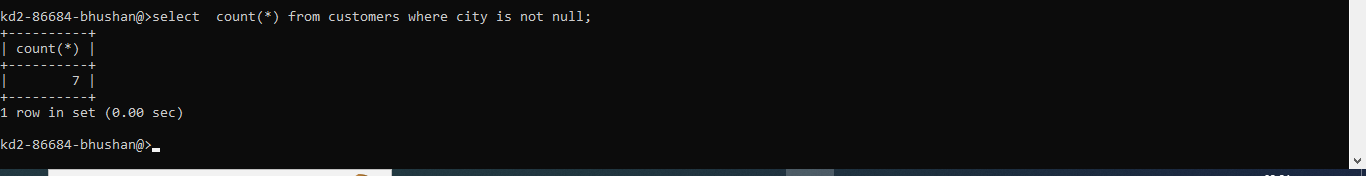 kd2-86684-bhushan@>select  count(*) from customers where city is not null;
+----------+
| count(*) |
+----------+
|        7 |
+----------+
1 row in set (0.00 sec)
kd2-86684-bhushan@>